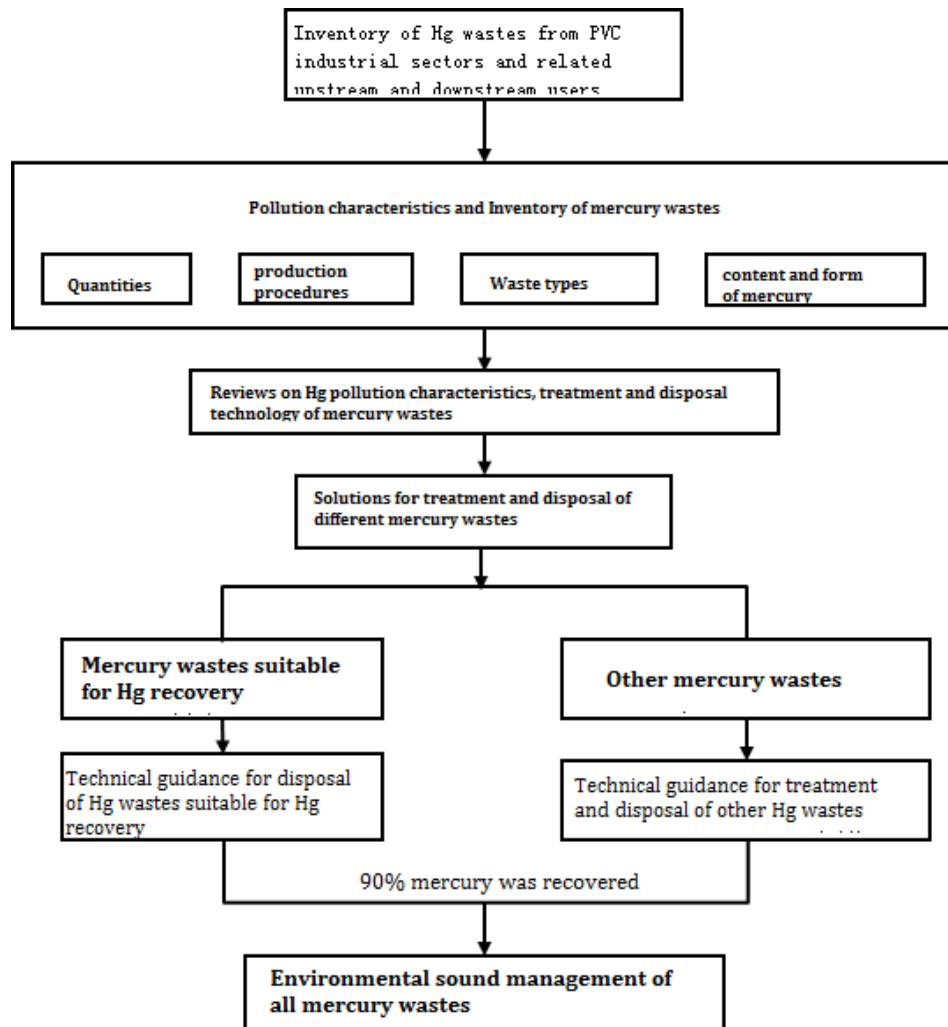 Inventory of Hg wastes from PVC
industrial sectors and related
upstream and downstream users
Pollution characteristics and Inventory of mercury wastes
Quantities
production
procedures
Waste types
content and form
of mercury
Reviews on Hg pollution characteristics, treatment and disposal
technology of mercury wastes
Solutions for treatment and disposal of
different mercury wastes
Mercury wastes suitable
for Hg recovery
Other mercury wastes
Technical guidance for disposal
of Hg wastes suitable for Hg
recovery
Technical guidance for treatment
and disposal of other Hg wastes
90% mercury was recovered
Environmental sound management of
all mercury wastes